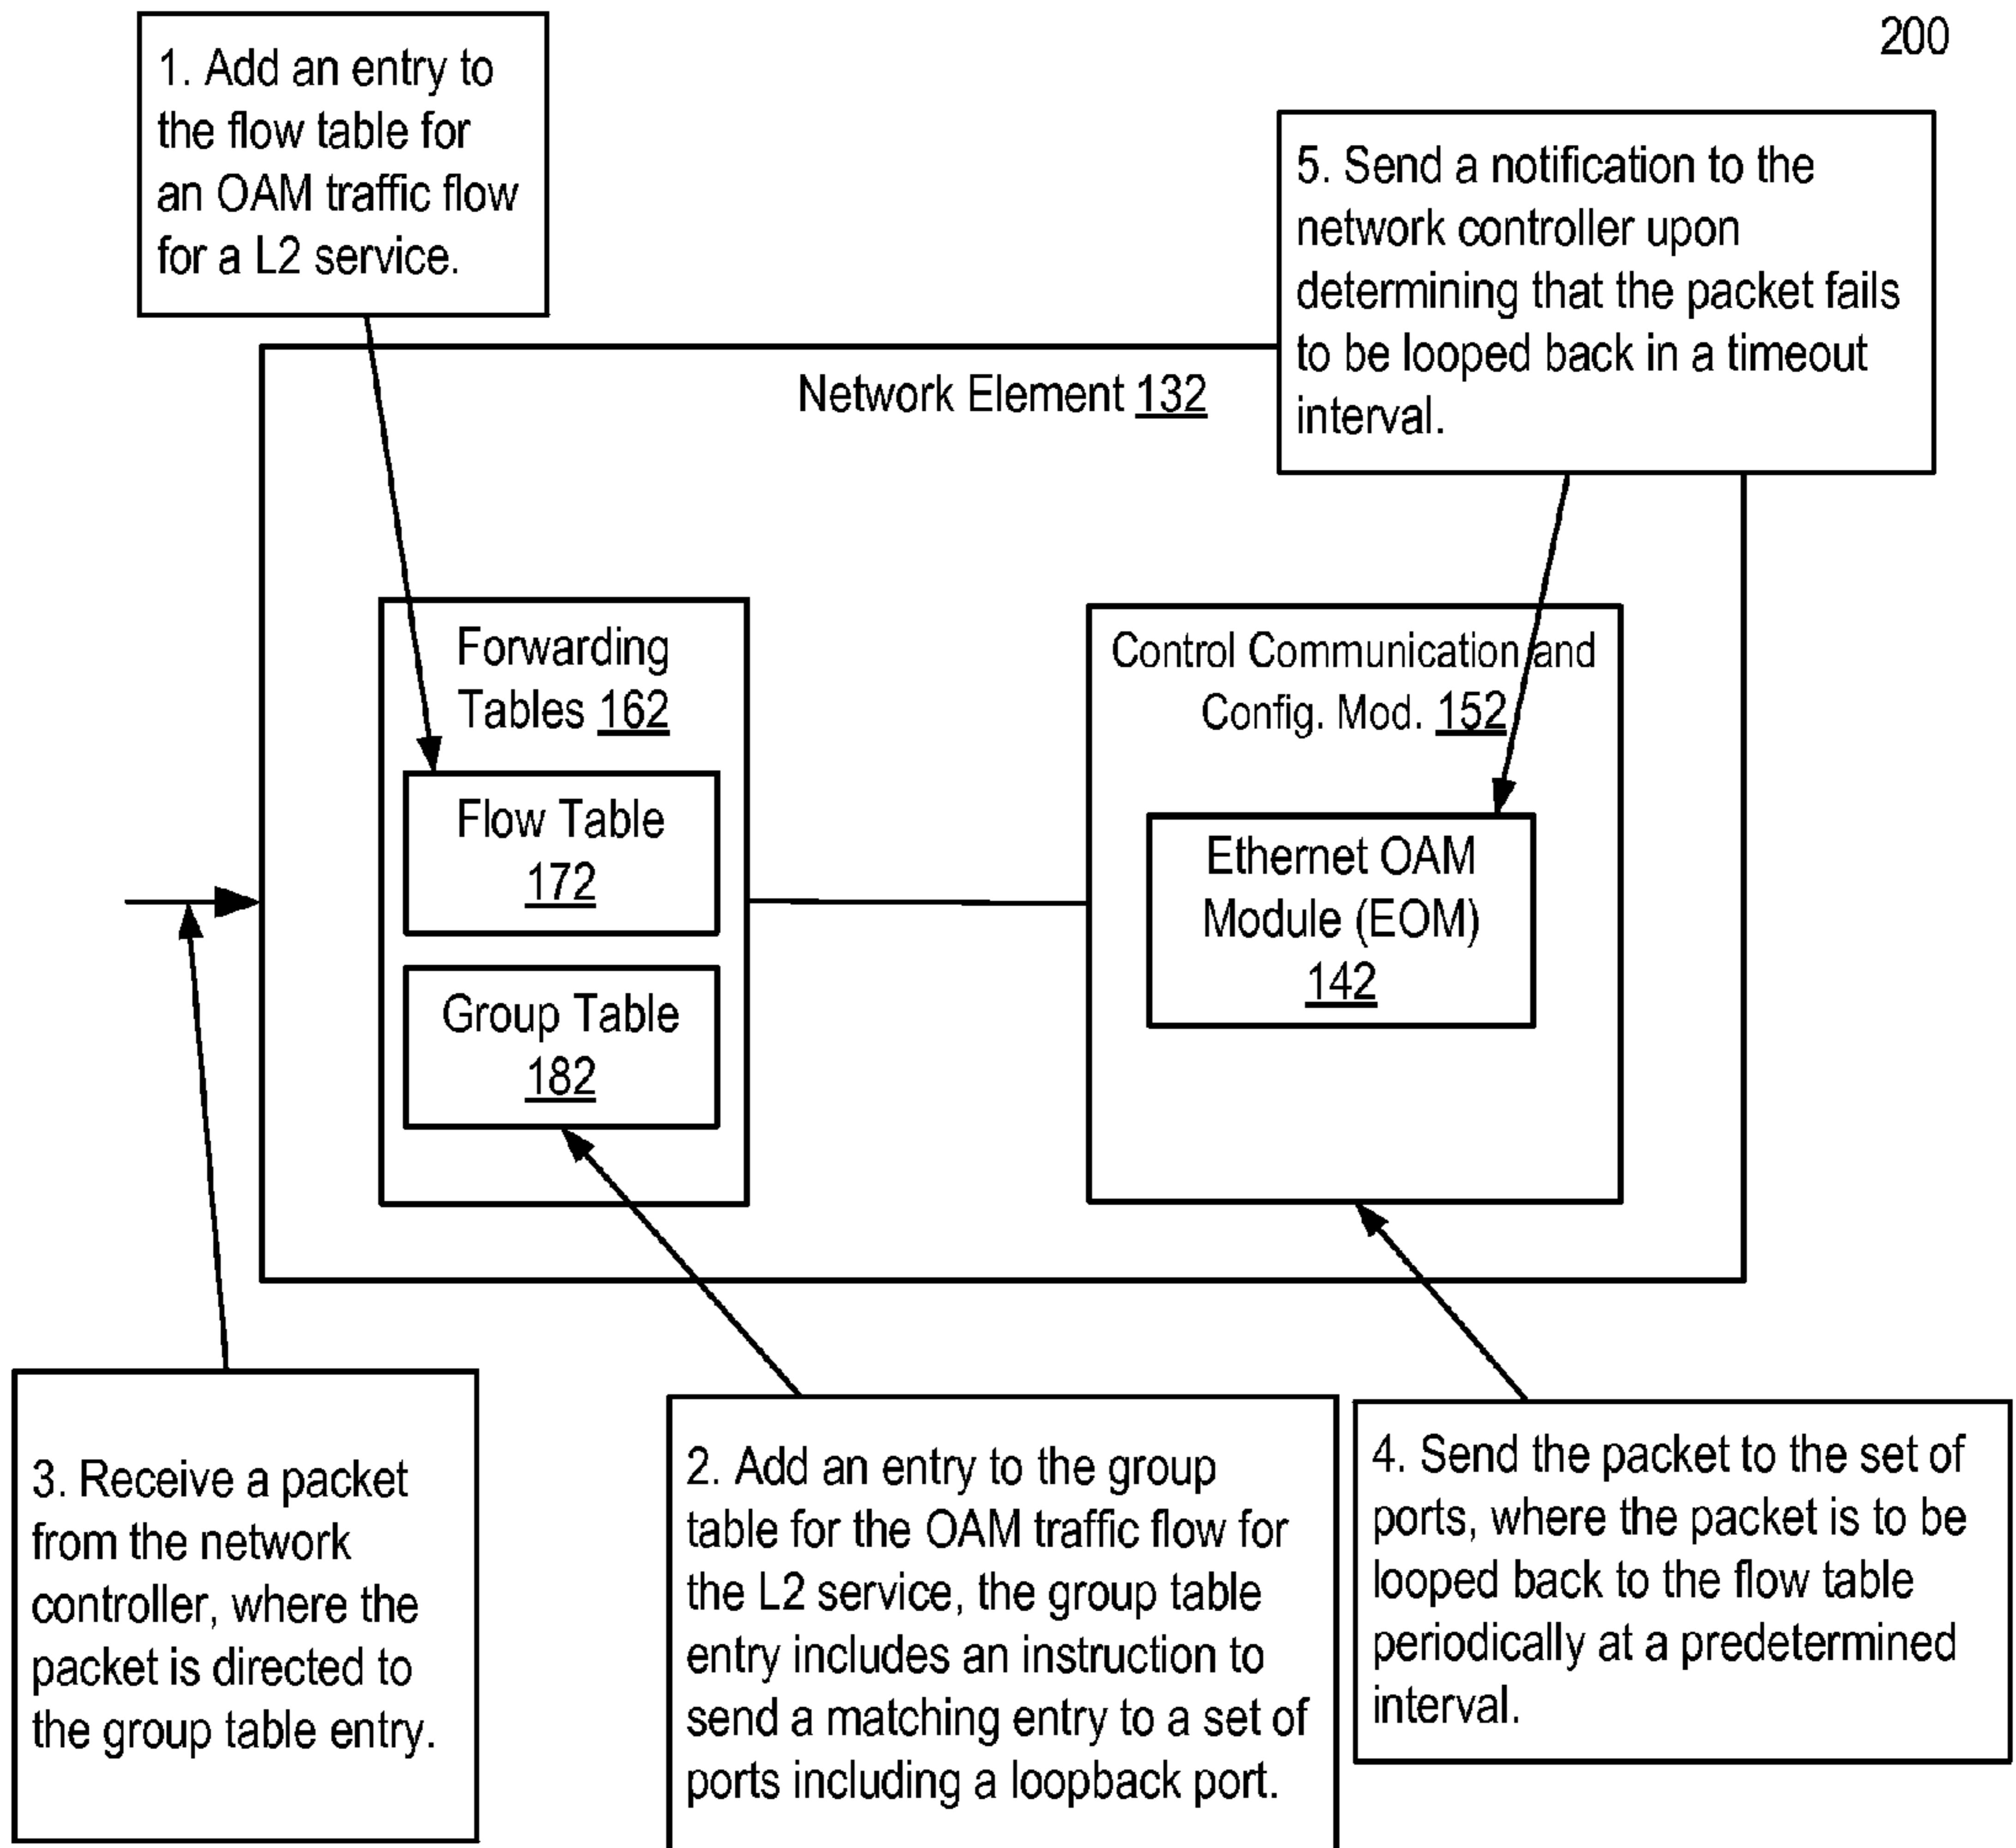 200
1. Add an entry to
the flow table for
an OAM traffic flow
for a L2 service.
5. Send a notification to the
network controller upon
determining that the packet fails
to be looped back in a timeout
interval.
Network Element 132
Forwarding
Tables 162
Flow Table
172
Group Table
182
Control Communication and
Config. Mod. 152
Ethernet OAM
Module (EOM)
142
3. Receive a packet
from the network
controller, where the
packet is directed to
the group table entry.
2. Add an entry to the group
table for the OAM traffic flow for
the L2 service, the group table
entry includes an instruction to
send a matching entry to a set of
ports including a loopback port.
4. Send the packet to the set of
ports, where the packet is to be
looped back to the flow table
periodically at a predetermined
interval.